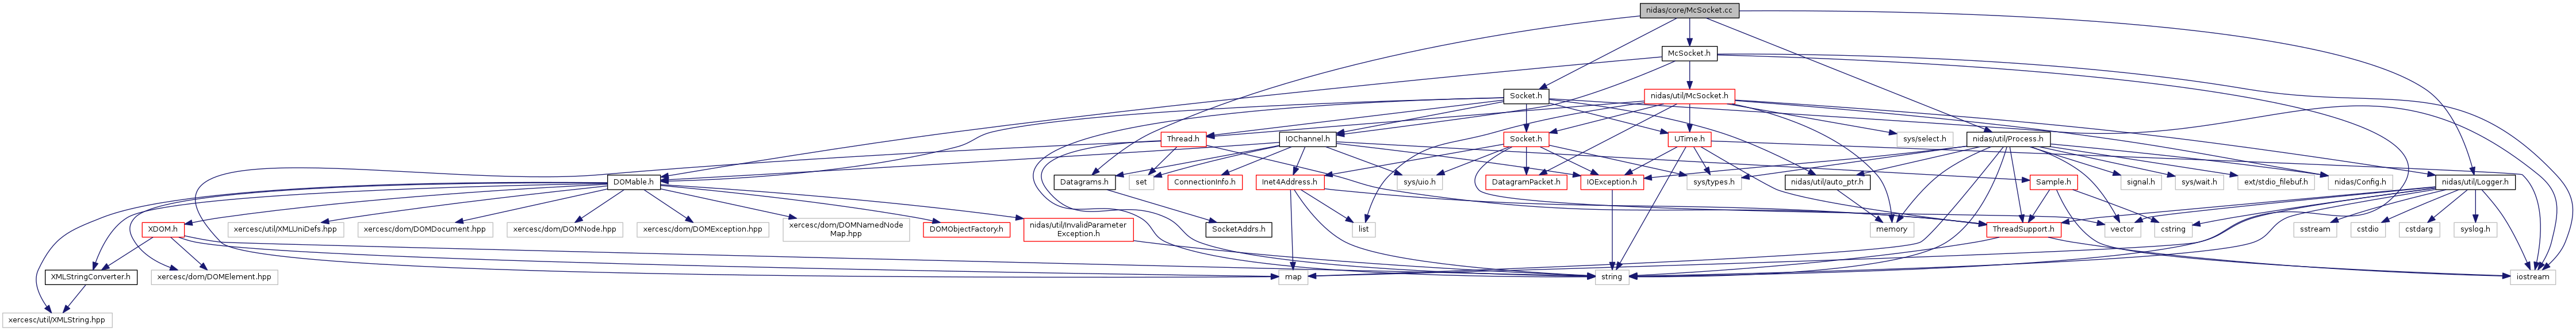 nidas/core/McSocket.cc
McSocket.h
Socket.h
nidas/util/McSocket.h
Thread.h
IOChannel.h
Socket.h
UTime.h
sys/select.h
nidas/util/Process.h
DOMable.h
Datagrams.h
set
ConnectionInfo.h
Inet4Address.h
sys/uio.h
DatagramPacket.h
IOException.h
sys/types.h
nidas/util/auto_ptr.h
Sample.h
signal.h
sys/wait.h
ext/stdio_filebuf.h
nidas/Config.h
nidas/util/Logger.h
XDOM.h
xercesc/util/XMLUniDefs.hpp
xercesc/dom/DOMDocument.hpp
xercesc/dom/DOMNode.hpp
xercesc/dom/DOMException.hpp
xercesc/dom/DOMNamedNode
Map.hpp
DOMObjectFactory.h
nidas/util/InvalidParameter
Exception.h
SocketAddrs.h
list
memory
ThreadSupport.h
vector
cstring
sstream
cstdio
cstdarg
syslog.h
XMLStringConverter.h
xercesc/dom/DOMElement.hpp
map
string
iostream
xercesc/util/XMLString.hpp